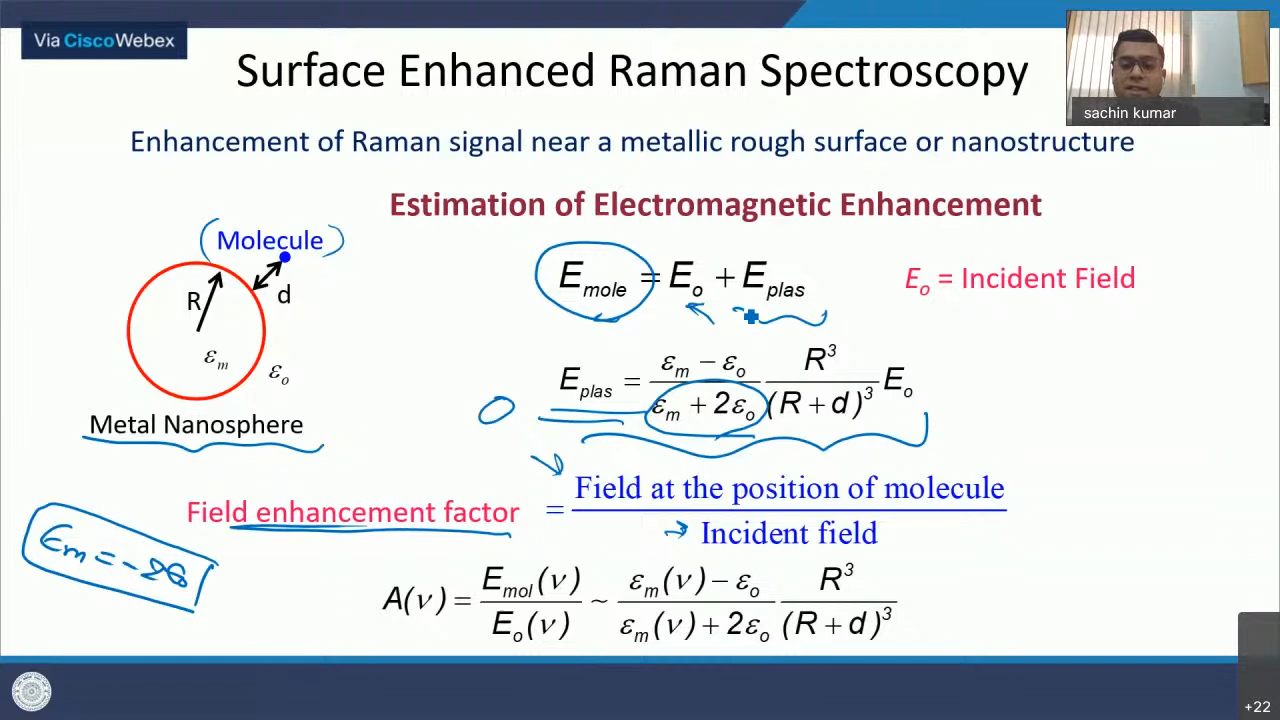 Via Cisco Webex
Surface Enhanced Raman Spectroscopy
sachin kumar
Enhancement of Raman signal near a metallic rough surface or nanostructure
Estimation of Electromagnetic Enhancement
(Molecule)
R
d
εm
εo
Metal Nanosphere
Emole = Eo + Eplas
Eo = Incident Field
Eplas = (εm − εo)/(εm + 2εo) R³/(R + d)³ Eo
Field enhancement factor = Field at the position of molecule / Incident field
εm = -2εo
A(ν) = Emol(ν)/Eo(ν) ~ (εm(ν) − εo)/(εm(ν) + 2εo) R³/(R + d)³
+22